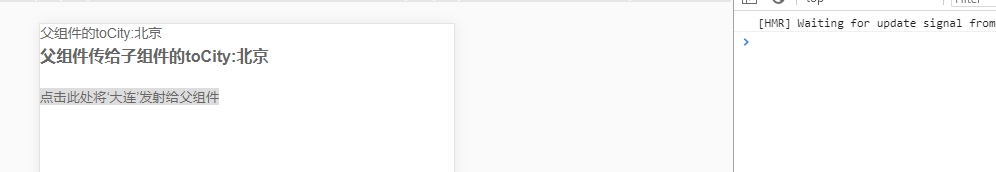 父组件的toCity:北京
父组件传给子组件的toCity:北京
点击此处将‘大连’发射给父组件
[HMR] Waiting for update signal from